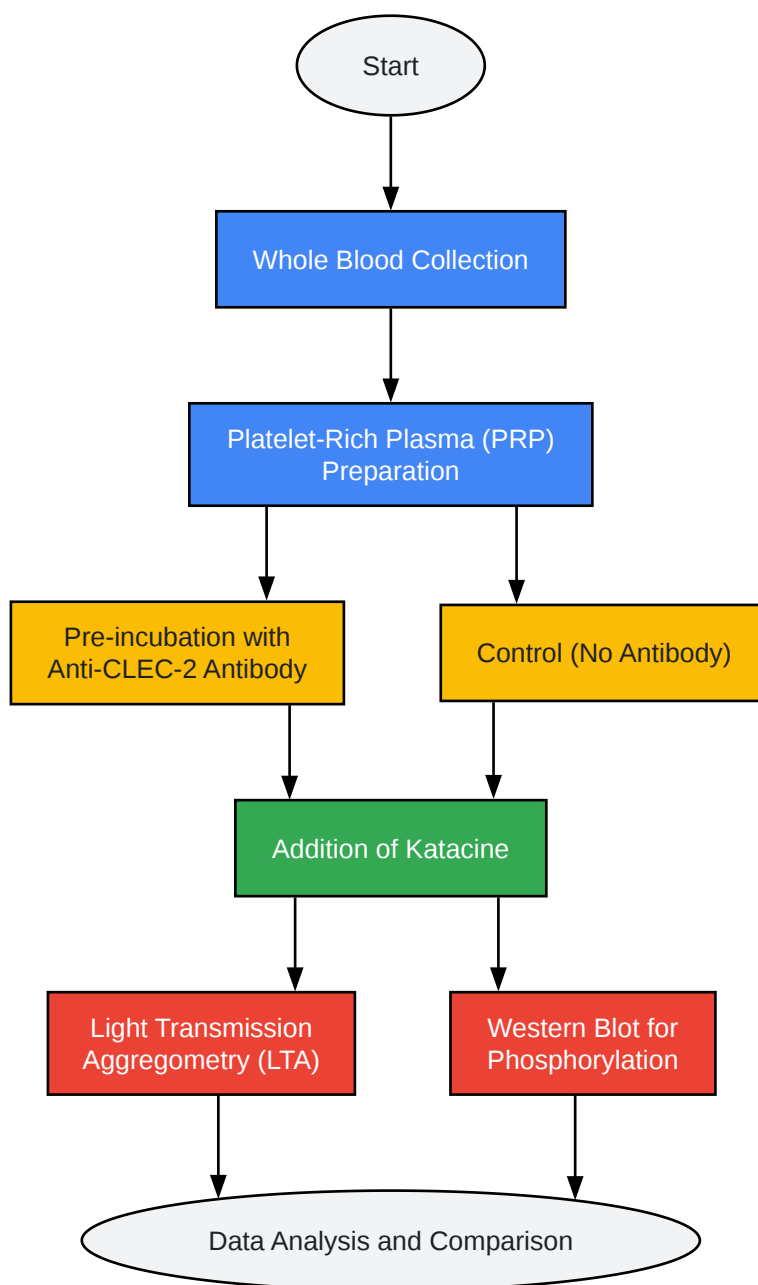 Start
Whole Blood Collection
Platelet-Rich Plasma (PRP)
Preparation
Pre-incubation with
Anti-CLEC-2 Antibody
Control (No Antibody)
Addition of Katacine
Light Transmission
Aggregometry (LTA)
Western Blot for
Phosphorylation
Data Analysis and Comparison